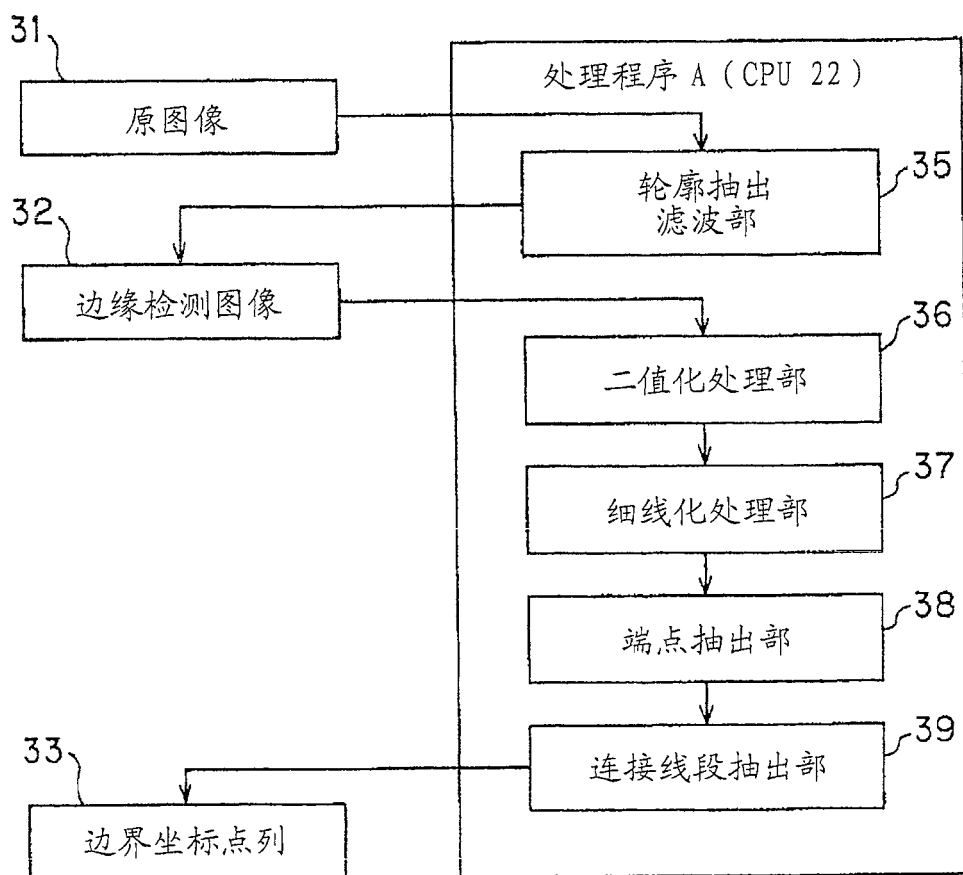 31
处理程序 A ( CPU 22 )
原图像
35
轮廓抽出
滤波部
32
边缘检测图像
36
二值化处理部
37
细线化处理部
38
端点抽出部
39
连接线段抽出部
33
边界坐标点列